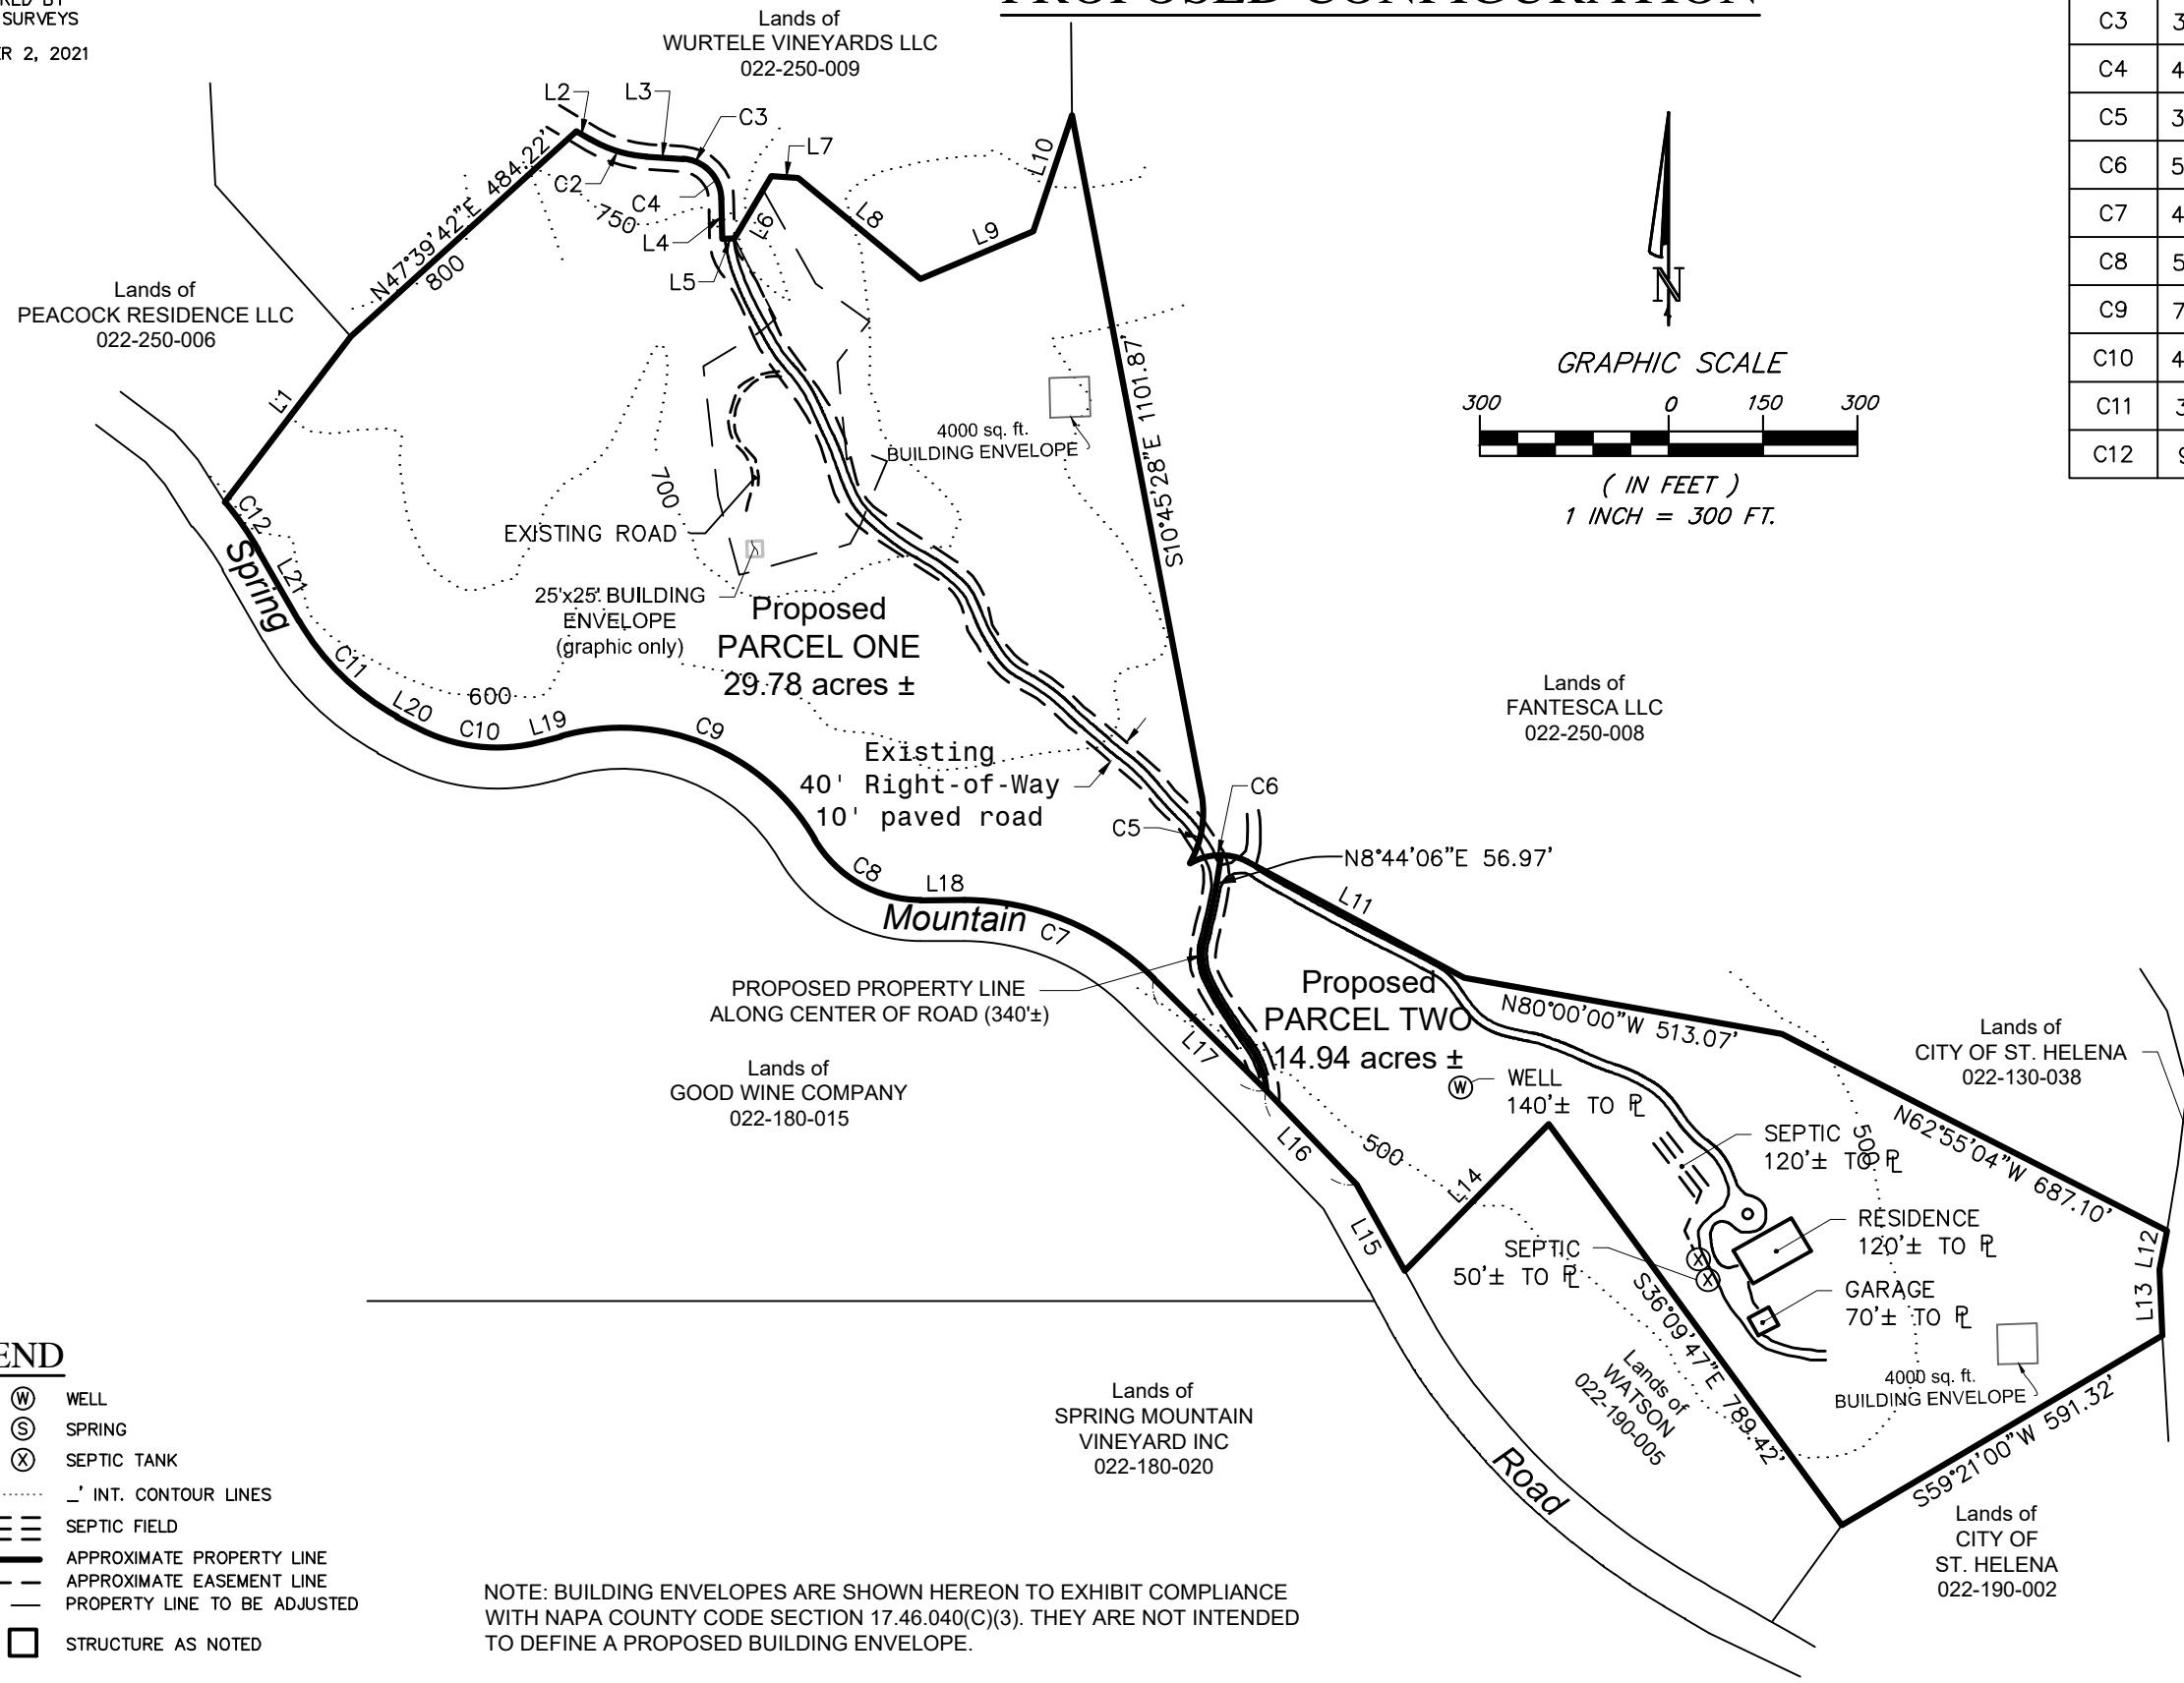 SURVEYS
R 2, 2021
PROPOSED CONFIGURATION
Lands of
WURTELE VINEYARDS LLC
022-250-009
C3
C4
C5
C6
C7
C8
C9
C10
C11
C12
L2
L3
C3
L7
L10
C2
C4
750
L4
L6
L8
L9
L5
N47°39'42"E 484.22'
800
Lands of
PEACOCK RESIDENCE LLC
022-250-006
L1
N
GRAPHIC SCALE
300 0 150 300
( IN FEET )
1 INCH = 300 FT.
4000 sq. ft.
BUILDING ENVELOPE
S10°45'28"E 1101.87'
700
EXISTING ROAD
C12
Spring
L21
25'x25' BUILDING
ENVELOPE
(graphic only)
Proposed
PARCEL ONE
29.78 acres ±
C11
600
L20
C10
L19
C9
Lands of
FANTESCA LLC
022-250-008
Existing
40' Right-of-Way
10' paved road
C6
C5
N8°44'06"E 56.97'
C8
L18
Mountain
C7
L11
PROPOSED PROPERTY LINE
ALONG CENTER OF ROAD (340'±)
Proposed
PARCEL TWO
14.94 acres ±
N80°00'00"W 513.07'
Lands of
CITY OF ST. HELENA
022-130-038
L17
Lands of
GOOD WINE COMPANY
022-180-015
W WELL
140'± TO PL
N62°55'04"W 687.10'
L16
500
SEPTIC
120'± TO PL
500
L14
L15
RESIDENCE
120'± TO PL
L12
SEPTIC
50'± TO PL
X
X
GARAGE
70'± TO PL
L13
S36°09'47"E 789.42'
Lands of
WATSON
022-190-005
4000 sq. ft.
BUILDING ENVELOPE
S59°21'00"W 591.32'
Lands of
SPRING MOUNTAIN
VINEYARD INC
022-180-020
Road
Lands of
CITY OF
ST. HELENA
022-190-002
END
W WELL
S SPRING
X SEPTIC TANK
_' INT. CONTOUR LINES
SEPTIC FIELD
APPROXIMATE PROPERTY LINE
APPROXIMATE EASEMENT LINE
PROPERTY LINE TO BE ADJUSTED
STRUCTURE AS NOTED
NOTE: BUILDING ENVELOPES ARE SHOWN HEREON TO EXHIBIT COMPLIANCE
WITH NAPA COUNTY CODE SECTION 17.46.040(C)(3). THEY ARE NOT INTENDED
TO DEFINE A PROPOSED BUILDING ENVELOPE.